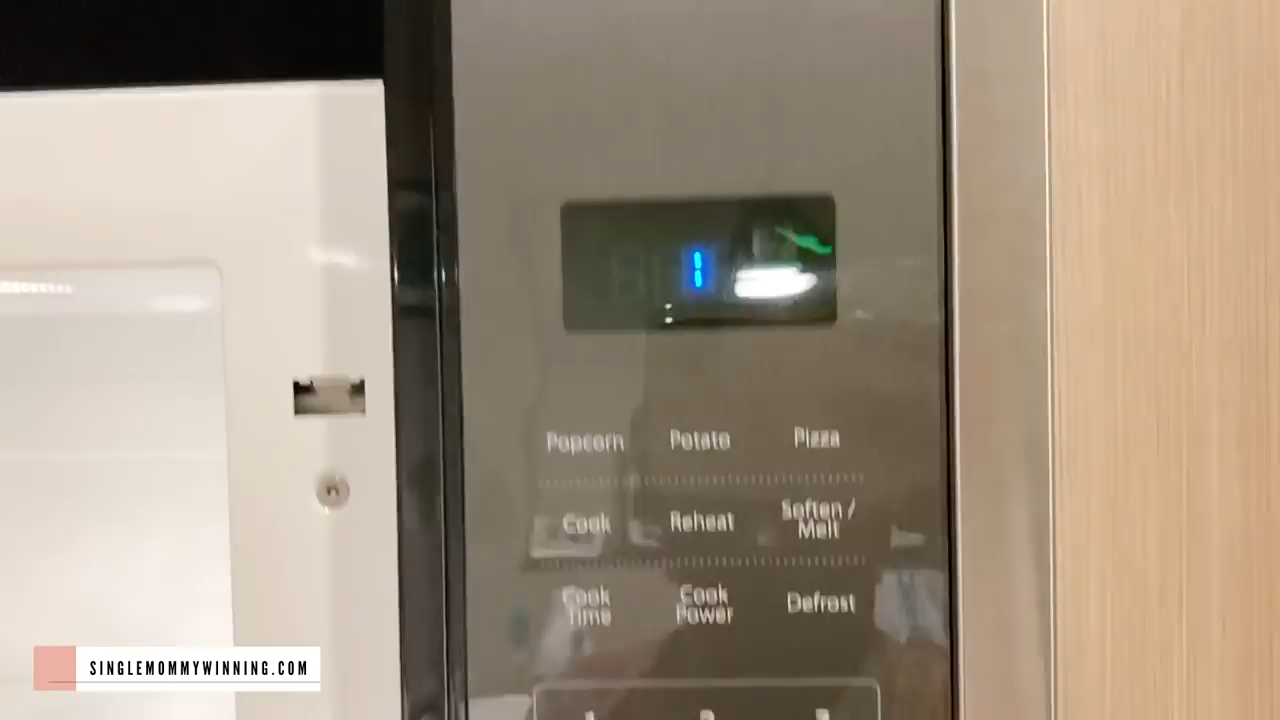 Popcorn Potato Pizza
Cook Reheat Soften /
Melt
Cook Time Cook Power Defrost
SINGLEMOMMYWINNING.COM